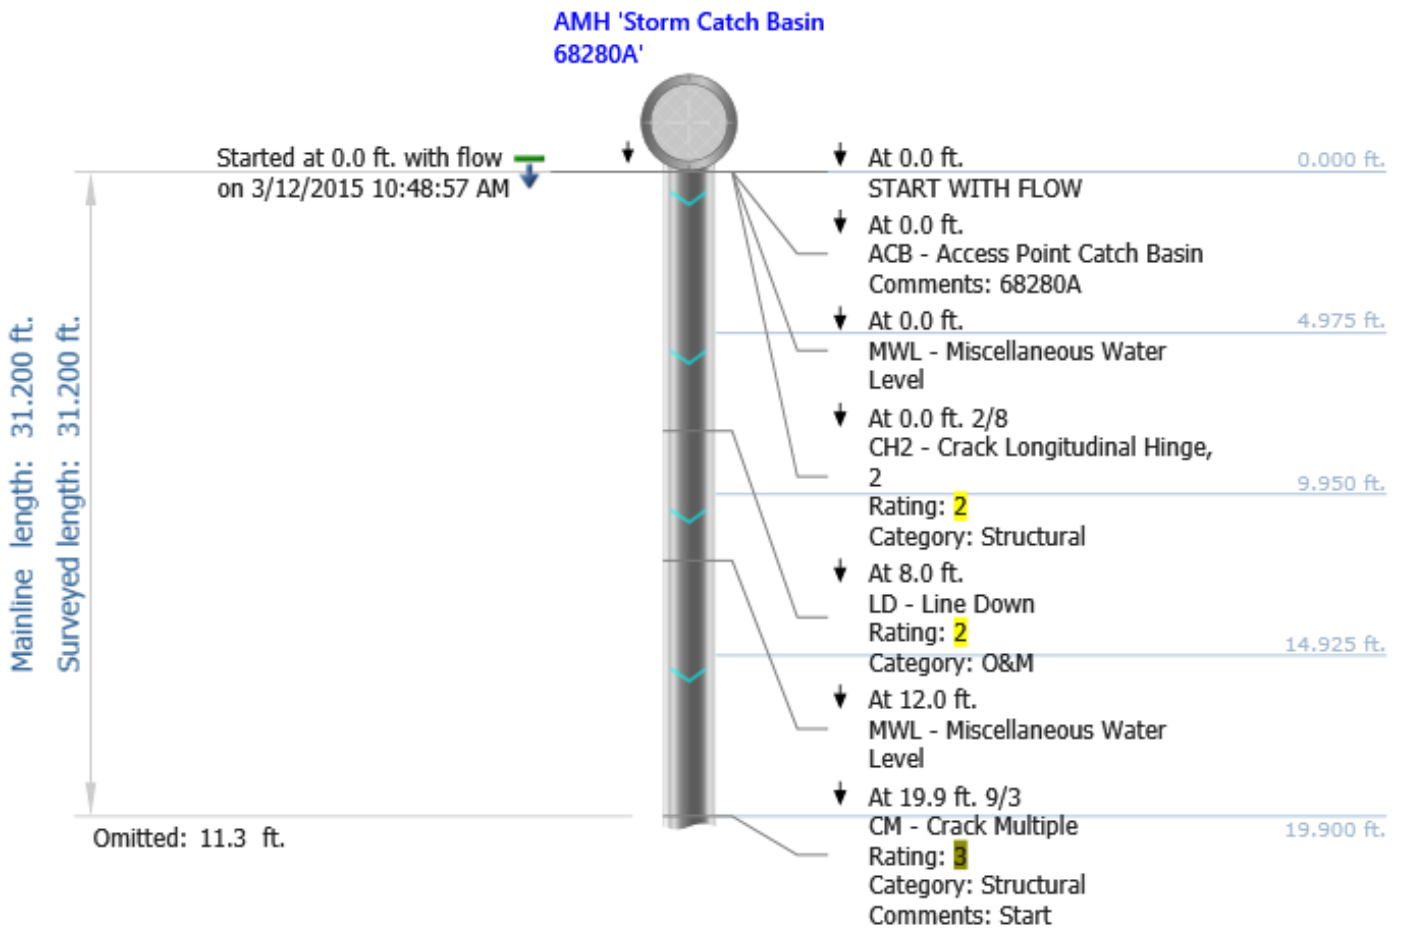 AMH 'Storm Catch Basin
68280A'
Started at 0.0 ft. with flow
on 3/12/2015 10:48:57 AM
Mainline length: 31.200 ft.
Surveyed length: 31.200 ft.
Omitted: 11.3 ft.
At 0.0 ft.
START WITH FLOW
0.000 ft.
At 0.0 ft.
ACB - Access Point Catch Basin
Comments: 68280A
At 0.0 ft.
4.975 ft.
MWL - Miscellaneous Water
Level
At 0.0 ft. 2/8
CH2 - Crack Longitudinal Hinge,
2
9.950 ft.
Rating: 2
Category: Structural
At 8.0 ft.
LD - Line Down
Rating: 2
14.925 ft.
Category: O&M
At 12.0 ft.
MWL - Miscellaneous Water
Level
At 19.9 ft. 9/3
CM - Crack Multiple
19.900 ft.
Rating: 3
Category: Structural
Comments: Start